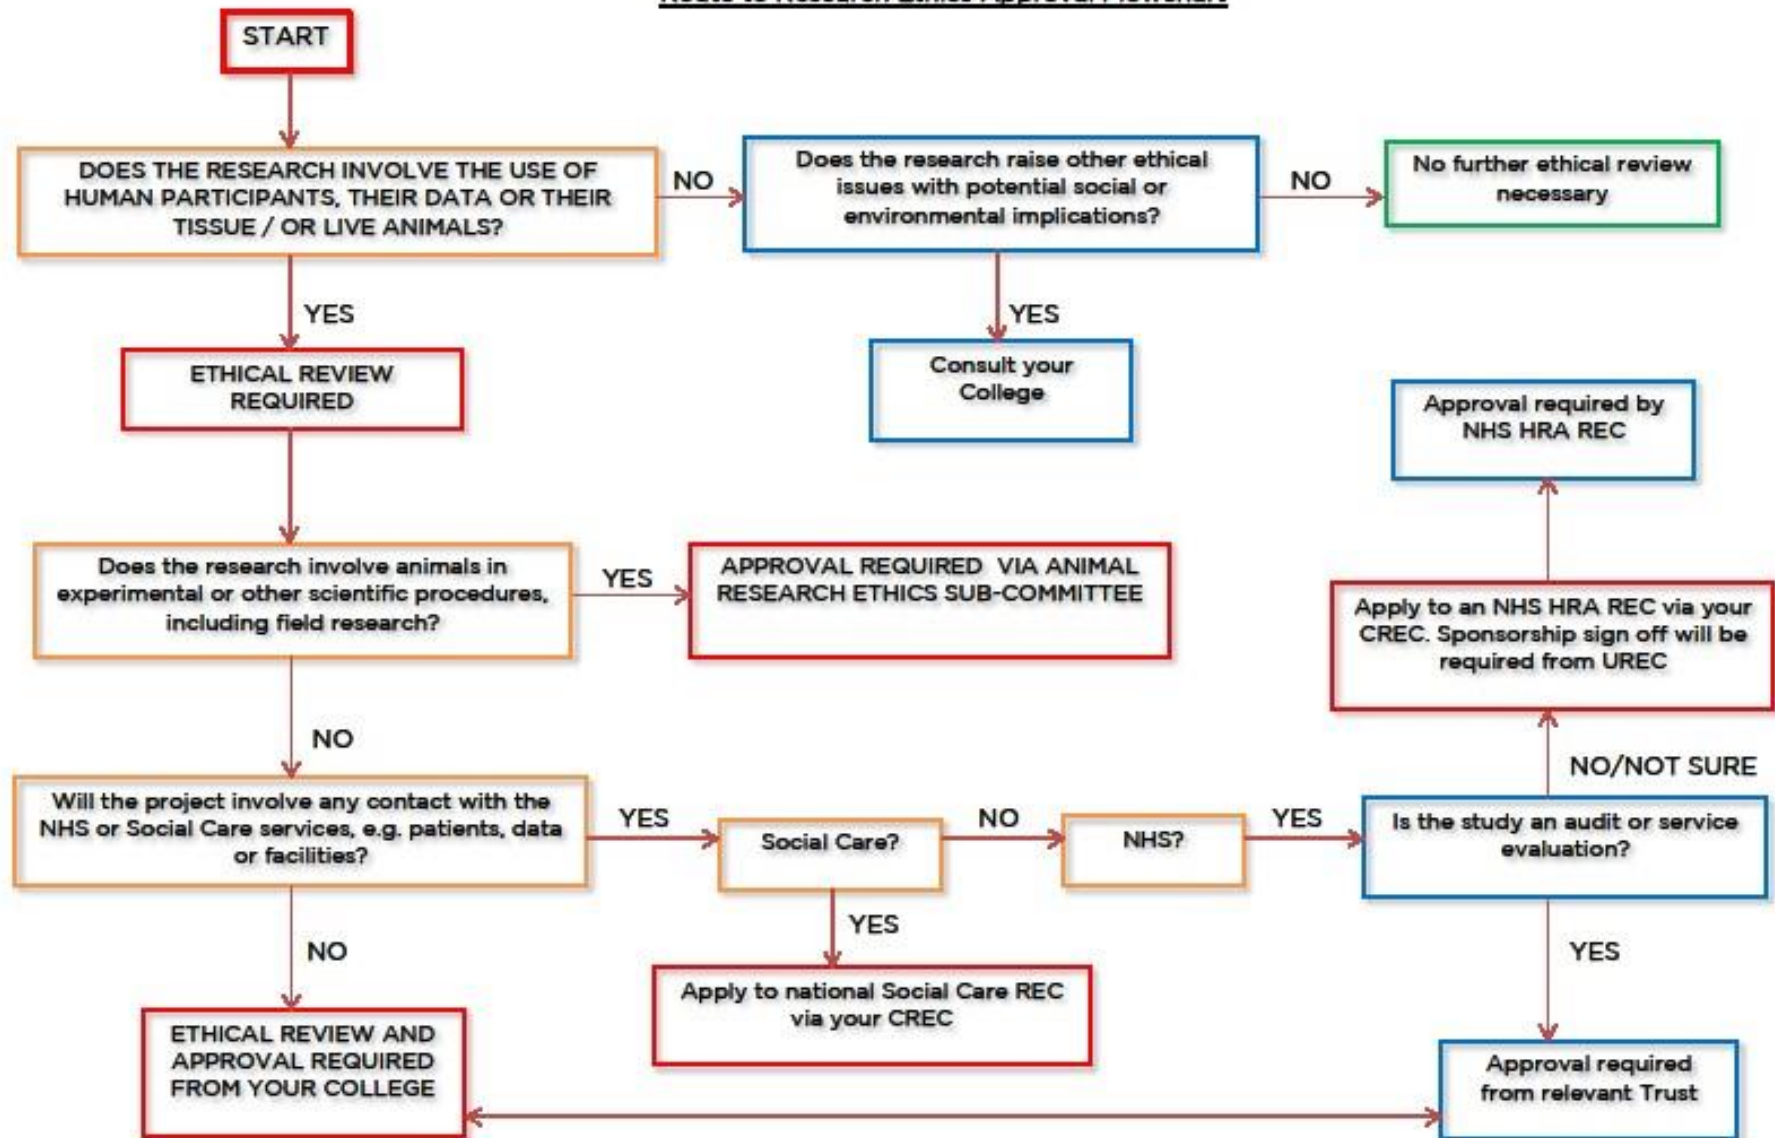 START
DOES THE RESEARCH INVOLVE THE USE OF
HUMAN PARTICIPANTS, THEIR DATA OR THEIR
TISSUE / OR LIVE ANIMALS?
NO
Does the research raise other ethical
issues with potential social or
environmental implications?
NO
No further ethical review
necessary
YES
YES
ETHICAL REVIEW
REQUIRED
Consult your
College
Approval required by
NHS HRA REC
Does the research involve animals in
experimental or other scientific procedures,
including field research?
YES
APPROVAL REQUIRED VIA ANIMAL
RESEARCH ETHICS SUB-COMMITTEE
Apply to an NHS HRA REC via your
CREC. Sponsorship sign off will be
required from UREC
NO
NO/NOT SURE
Will the project involve any contact with the
NHS or Social Care services, e.g. patients, data
or facilities?
YES
Social Care?
NO
NHS?
YES
Is the study an audit or service
evaluation?
NO
YES
YES
ETHICAL REVIEW AND
APPROVAL REQUIRED
FROM YOUR COLLEGE
Apply to national Social Care REC
via your CREC
Approval required
from relevant Trust